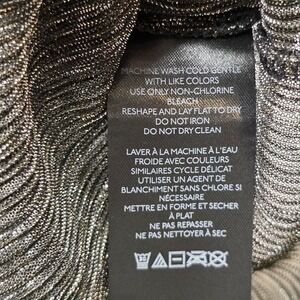 MACHINE WASH COLD GENTLE
WITH LIKE COLORS
USE ONLY NON-CHLORINE
BLEACH
RESHAPE AND LAY FLAT TO DRY
DO NOT IRON
DO NOT DRY CLEAN
LAVER À LA MACHINE À L'EAU
FROIDE AVEC COULEURS
SIMILAIRES CYCLE DÉLICAT
UTILISER UN AGENT DE
BLANCHIMENT SANS CHLORE SI
NÉCESSAIRE
METTRE EN FORME ET SÉCHER
À PLAT
NE PAS REPASSER
NE PAS NETTOYER À SEC